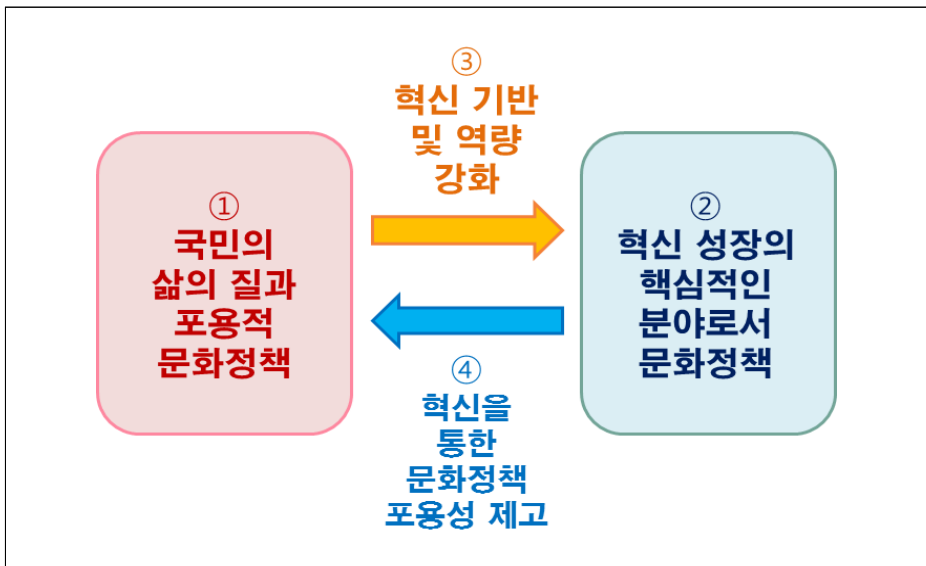 ①
국민의
삶의 질과
포용적
문화정책
③
혁신 기반
및 역량
강화
②
혁신 성장의
핵심적인
분야로서
문화정책
④
혁신을
통한
문화정책
포용성 제고